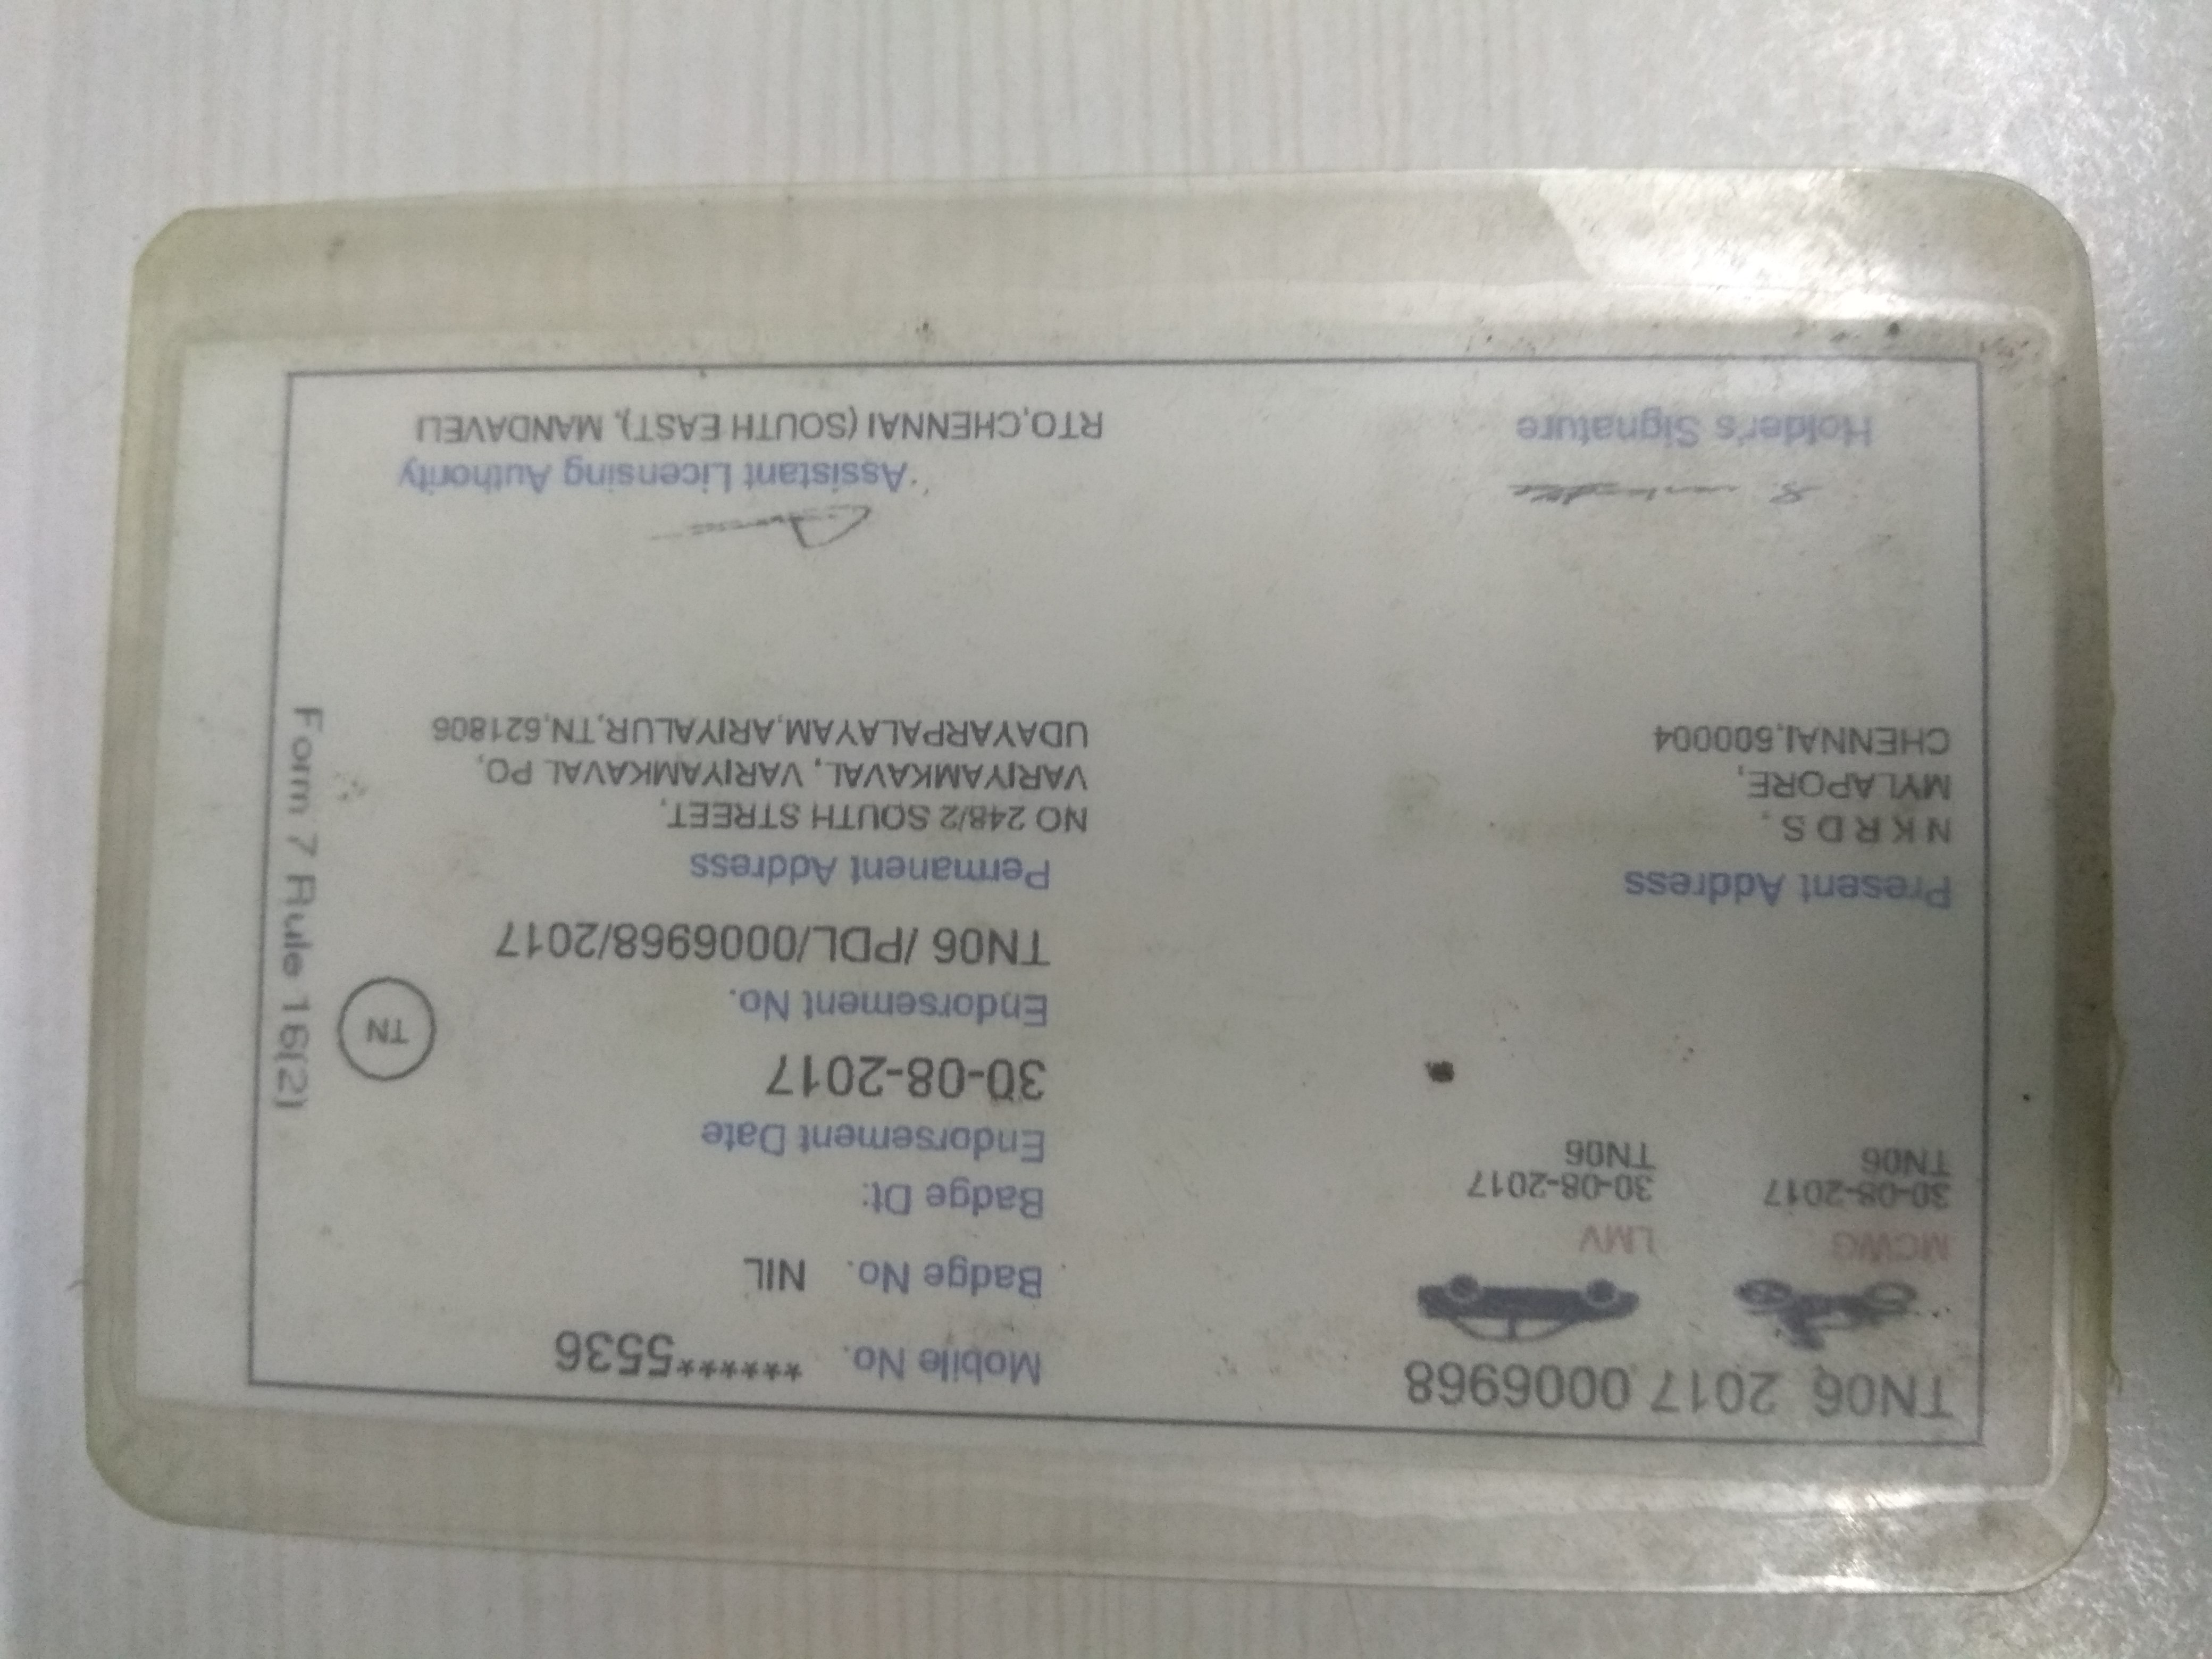 TN06 2017 0006968
MCWG
30-08-2017
TN06
LMV
30-08-2017
TN06
Present Address
N K R D S ,
MYLAPORE,
CHENNAI,600004
Holder's Signature
Mobile No. ******5536
Badge No. NIL
Badge Dt:
Endorsement Date
30-08-2017
Endorsement No.
TN06 /PDL/0006968/2017
Permanent Address
NO 248/2 SOUTH STREET,
VARIYAMKAVAL, VARIYAMKAVAL PO,
UDAYARPALAYAM,ARIYALUR,TN,621806
Assistant Licensing Authority
RTO,CHENNAI (SOUTH EAST), MANDAVELI
TN
Form 7 Rule 16(2)